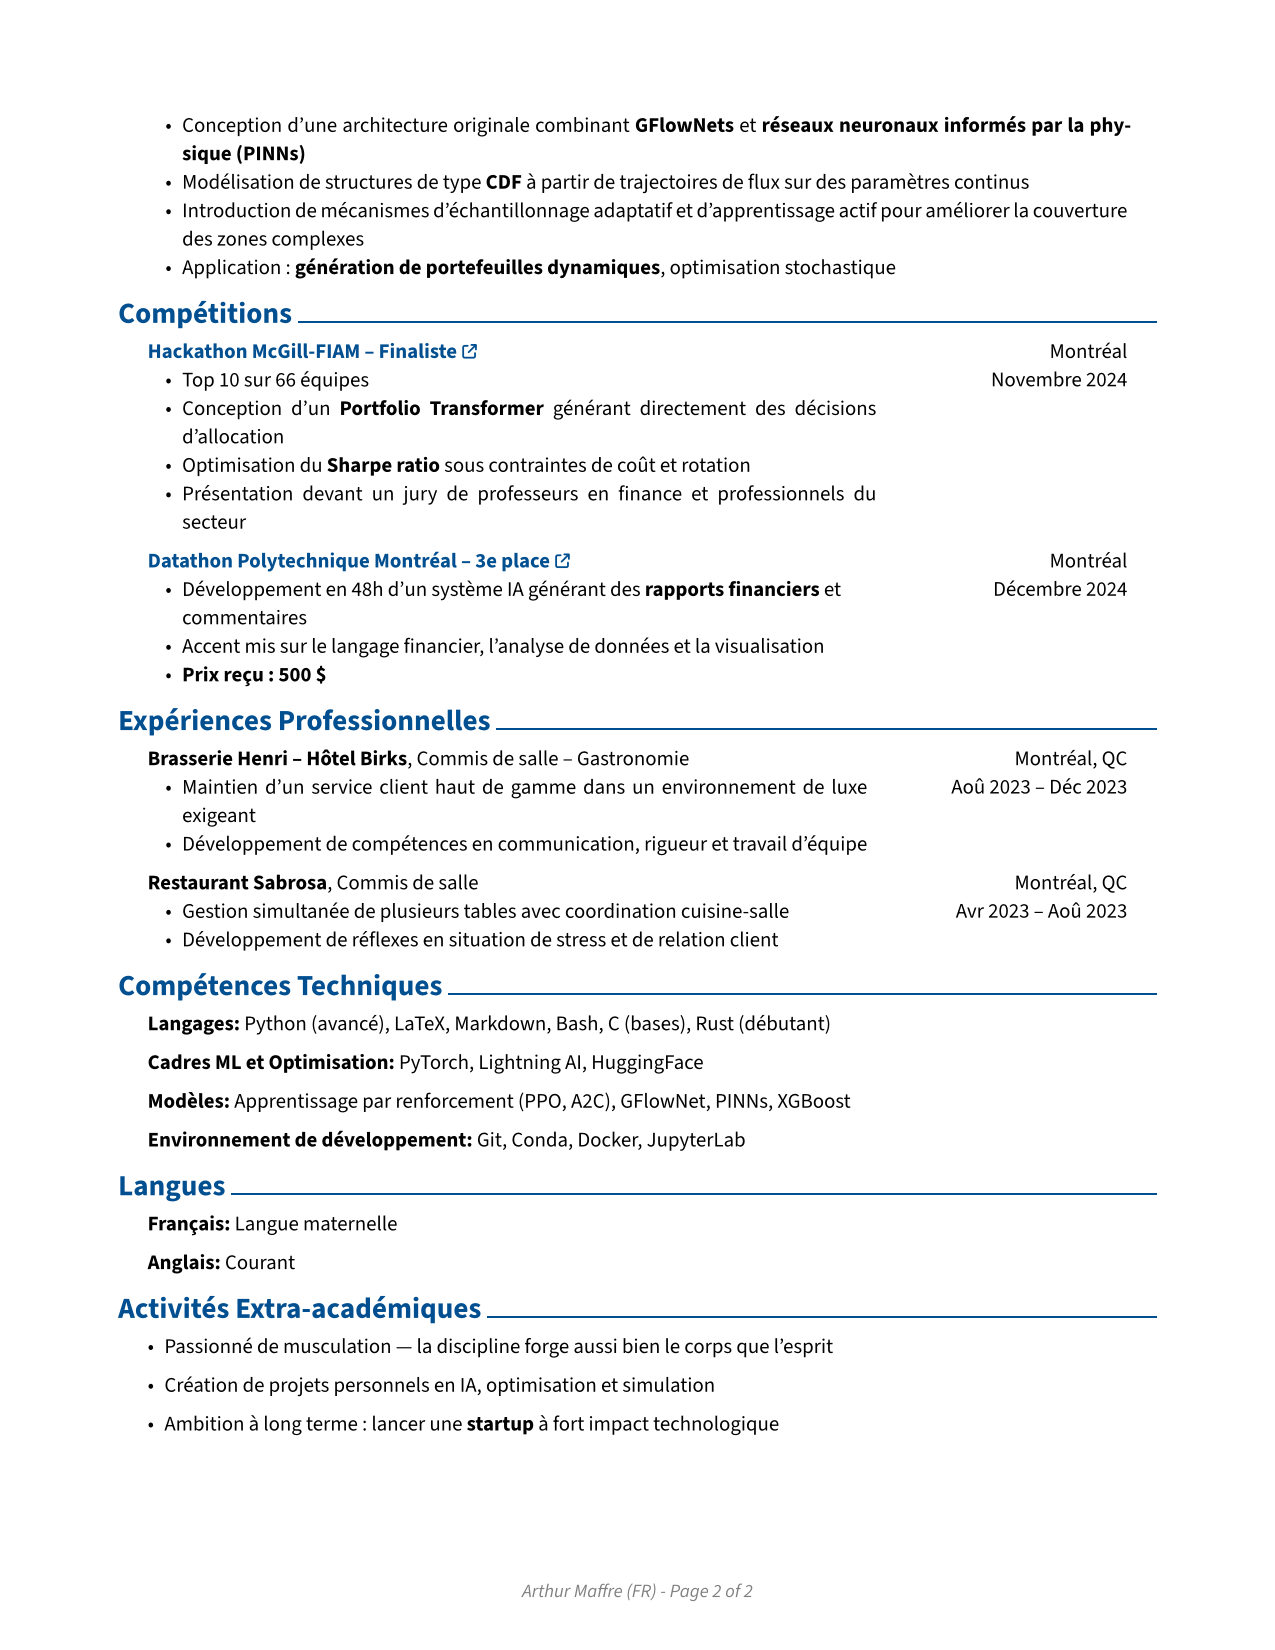 • Conception d’une architecture originale combinant GFlowNets et réseaux neuronaux informés par la phy-
sique (PINNs)
• Modélisation de structures de type CDF à partir de trajectoires de flux sur des paramètres continus
• Introduction de mécanismes d’échantillonnage adaptatif et d’apprentissage actif pour améliorer la couverture
des zones complexes
• Application : génération de portefeuilles dynamiques, optimisation stochastique
Compétitions
Hackathon McGill-FIAM – Finaliste Montréal
• Top 10 sur 66 équipes Novembre 2024
• Conception d’un Portfolio Transformer générant directement des décisions
d’allocation
• Optimisation du Sharpe ratio sous contraintes de coût et rotation
• Présentation devant un jury de professeurs en finance et professionnels du
secteur
Datathon Polytechnique Montréal – 3e place Montréal
• Développement en 48h d’un système IA générant des rapports financiers et Décembre 2024
commentaires
• Accent mis sur le langage financier, l’analyse de données et la visualisation
• Prix reçu : 500 $
Expériences Professionnelles
Brasserie Henri – Hôtel Birks, Commis de salle – Gastronomie Montréal, QC
• Maintien d’un service client haut de gamme dans un environnement de luxe Aoû 2023 – Déc 2023
exigeant
• Développement de compétences en communication, rigueur et travail d’équipe
Restaurant Sabrosa, Commis de salle Montréal, QC
• Gestion simultanée de plusieurs tables avec coordination cuisine-salle Avr 2023 – Aoû 2023
• Développement de réflexes en situation de stress et de relation client
Compétences Techniques
Langages: Python (avancé), LaTeX, Markdown, Bash, C (bases), Rust (débutant)
Cadres ML et Optimisation: PyTorch, Lightning AI, HuggingFace
Modèles: Apprentissage par renforcement (PPO, A2C), GFlowNet, PINNs, XGBoost
Environnement de développement: Git, Conda, Docker, JupyterLab
Langues
Français: Langue maternelle
Anglais: Courant
Activités Extra-académiques
• Passionné de musculation — la discipline forge aussi bien le corps que l’esprit
• Création de projets personnels en IA, optimisation et simulation
• Ambition à long terme : lancer une startup à fort impact technologique
Arthur Maffre (FR) - Page 2 of 2